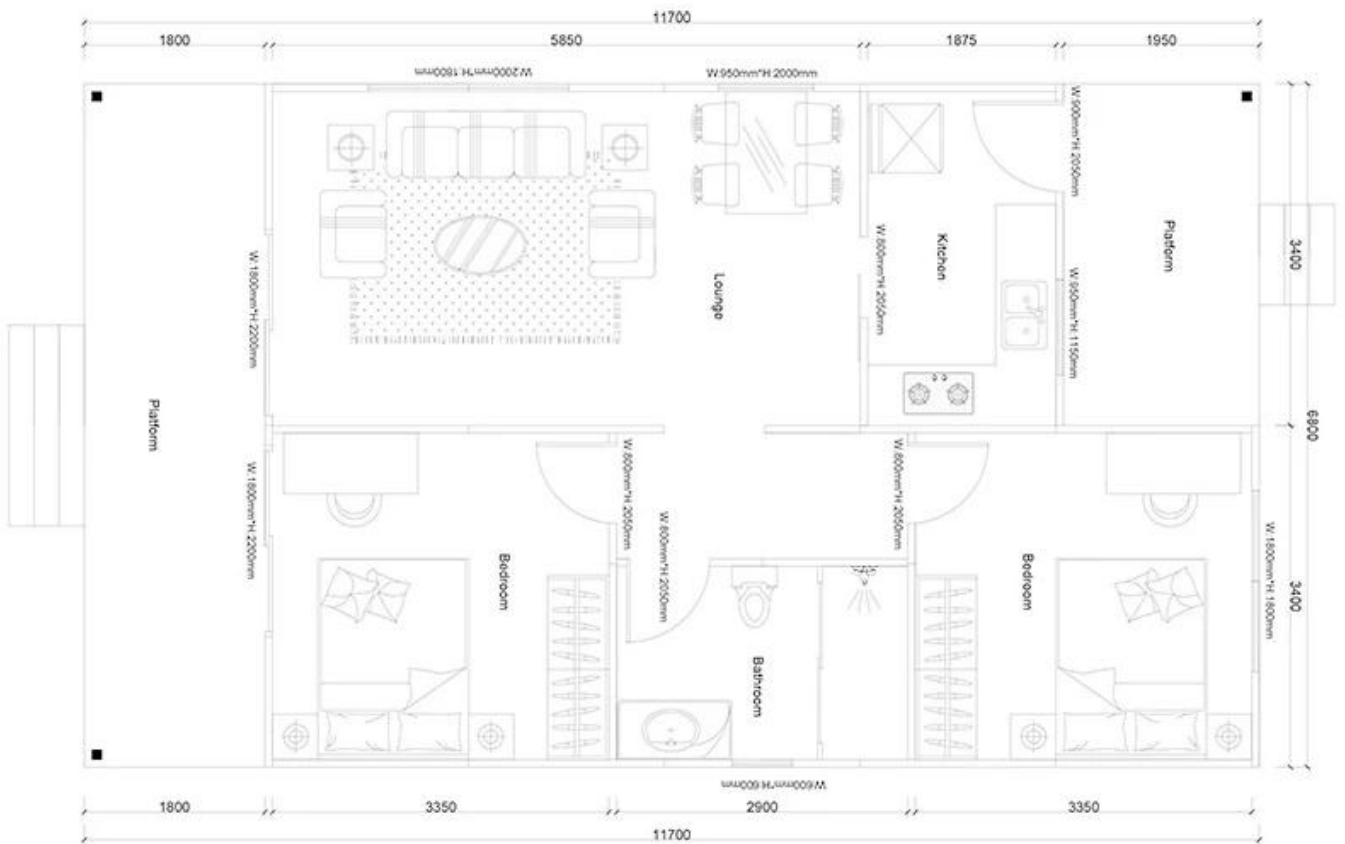 11700
1800
5850
1875
1950
W:2000mm*H:1800mm
W:950mm*H:2000mm
W:900mm*H:2050mm
3400
Platform
Kitchen
W:800mm*H:2050mm
Lounge
W:950mm*H:1150mm
W:1800mm*H:2200mm
6800
Platform
W:800mm*H:2050mm
W:800mm*H:2050mm
W:1800mm*H:2200mm
W:800mm*H:2050mm
Bedroom
Bedroom
W:1800mm*H:1800mm
3400
Bathroom
W:600mm*H:600mm
1800
3350
2900
3350
11700